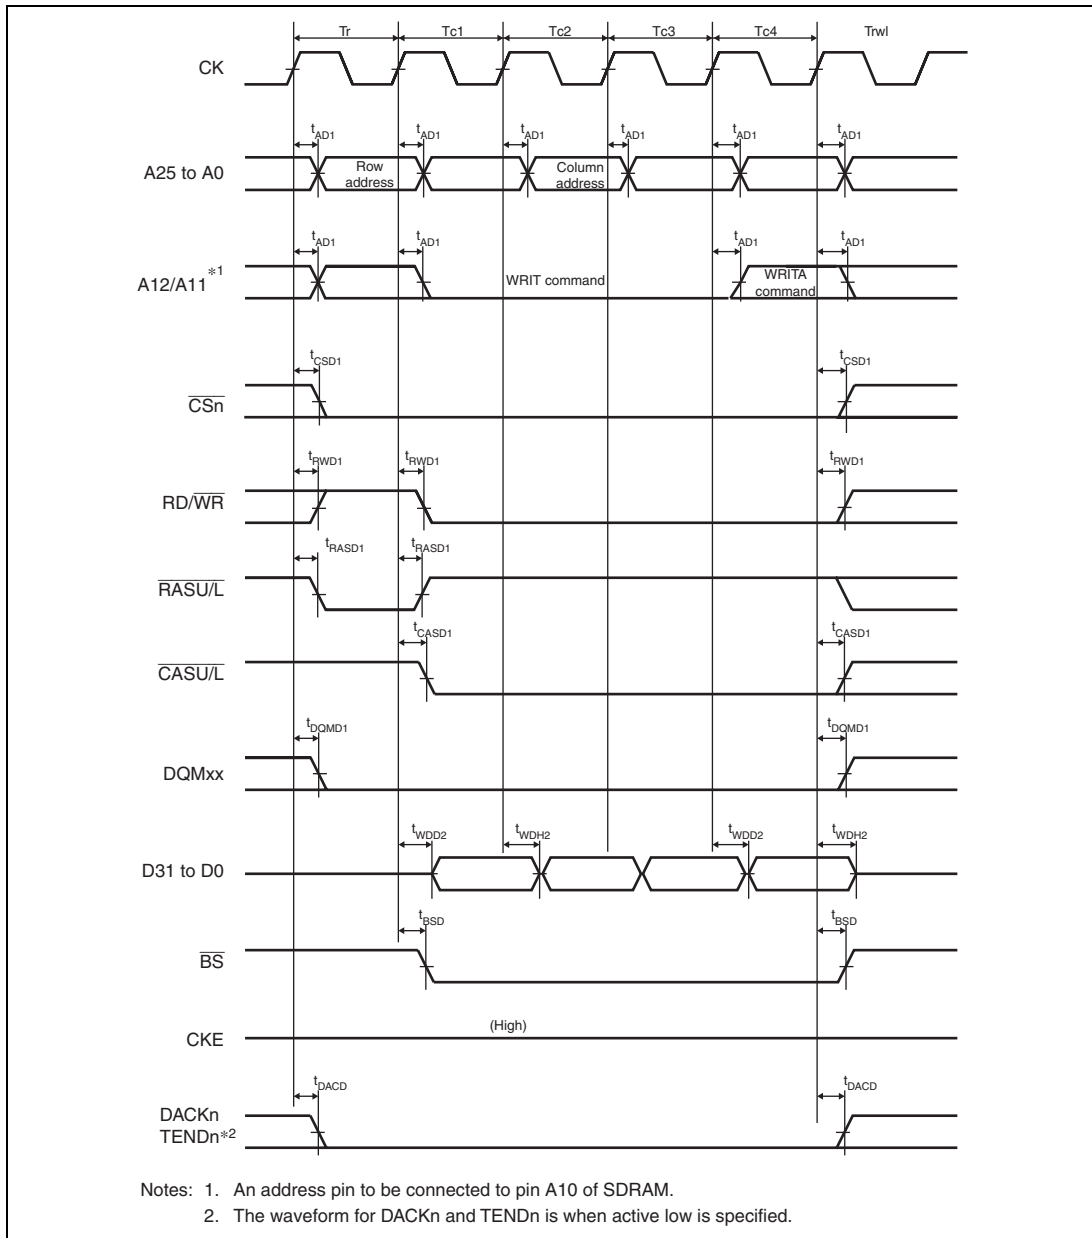 Tr Tc1 Tc2 Tc3 Tc4 Trwl
CK
tAD1 tAD1 tAD1 tAD1 tAD1 tAD1
A25 to A0
Row address
Column address
tAD1 tAD1 tAD1 tAD1
A12/A11*1
WRIT command
WRITA command
tCSD1 tCSD1
CSn
tRWD1 tRWD1 tRWD1
RD/WR
tRASD1 tRASD1
RASU/L
tCASD1 tCASD1
CASU/L
tDQMD1 tDQMD1
DQMxx
tWDD2 tWDH2 tWDD2 tWDH2
D31 to D0
tBSD tBSD
BS
(High)
CKE
tDACD tDACD
DACKn
TENDn*2
Notes: 1. An address pin to be connected to pin A10 of SDRAM.
2. The waveform for DACKn and TENDn is when active low is specified.